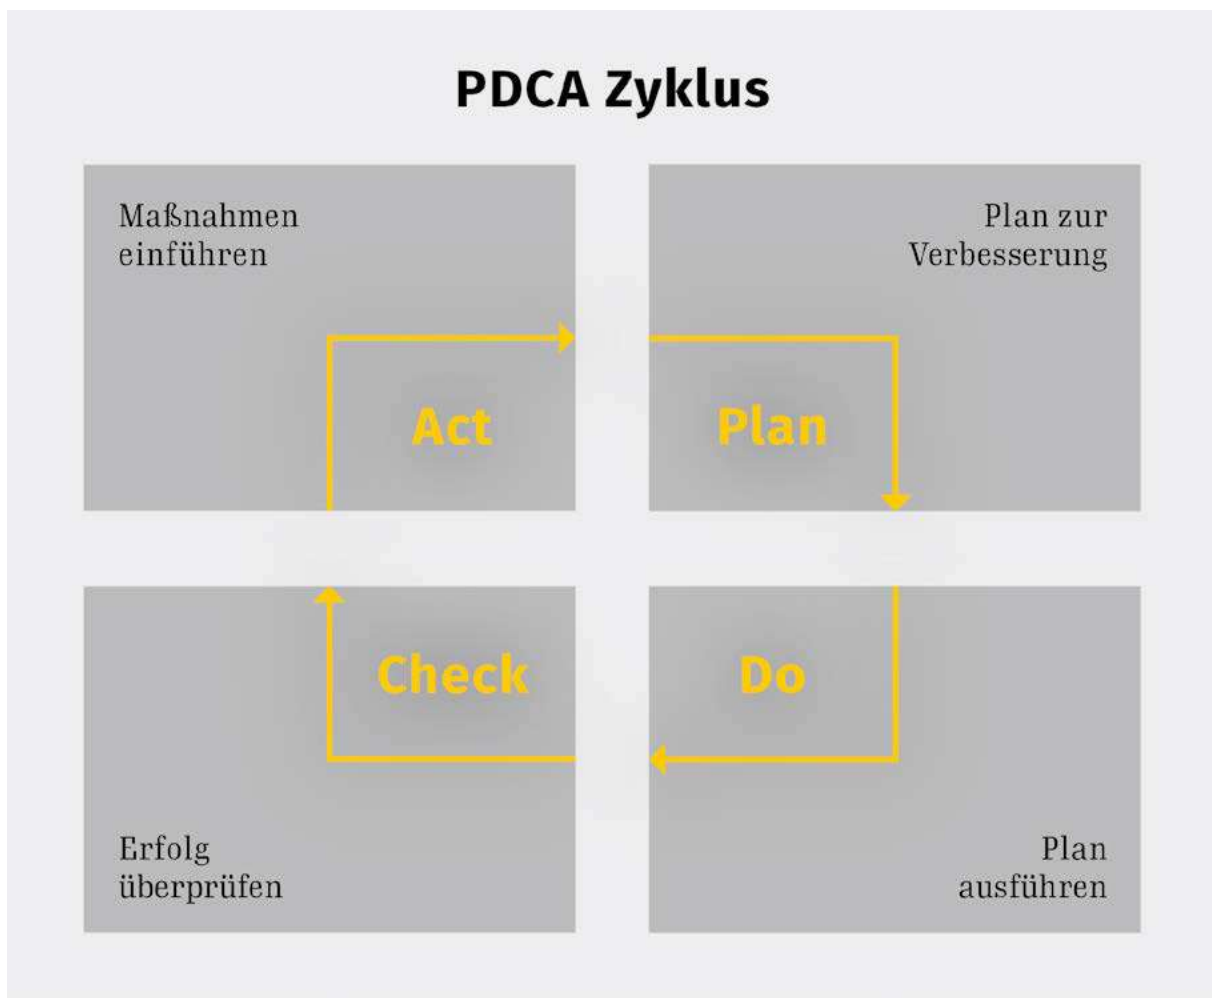 PDCA Zyklus
Maßnahmen
einführen
Act
Plan zur
Verbesserung
Plan
Check
Erfolg
überprüfen
Do
Plan
ausführen